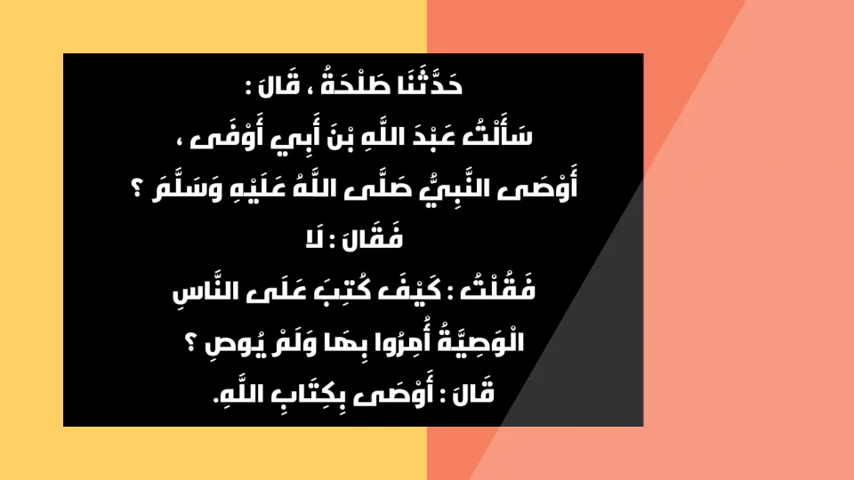 حَدَّثَنَا طَلْحَةُ ، قَالَ :
سَأَلْتُ عَبْدَ اللَّهِ بْنَ أَبِي أَوْفَى ،
أَوْصَى النَّبِيُّ صَلَّى اللَّهُ عَلَيْهِ وَسَلَّمَ ؟
فَقَالَ : لَا
فَقُلْتُ : كَيْفَ كُتِبَ عَلَى النَّاسِ
الْوَصِيَّةُ أُمِرُوا بِهَا وَلَمْ يُوصِ ؟
قَالَ : أَوْصَى بِكِتَابِ اللَّهِ.